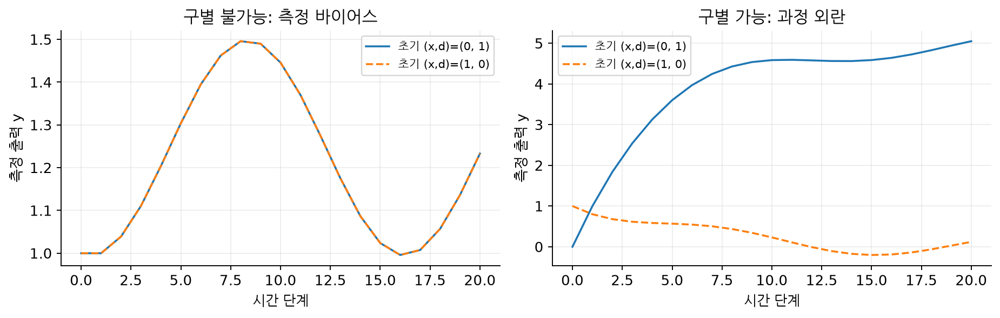 구별 불가능: 측정 바이어스
초기 (x,d)=(0, 1)
초기 (x,d)=(1, 0)
측정 출력 y
1.5
1.4
1.3
1.2
1.1
1.0
0.0 2.5 5.0 7.5 10.0 12.5 15.0 17.5 20.0
시간 단계
구별 가능: 과정 외란
초기 (x,d)=(0, 1)
초기 (x,d)=(1, 0)
측정 출력 y
5
4
3
2
1
0
0.0 2.5 5.0 7.5 10.0 12.5 15.0 17.5 20.0
시간 단계